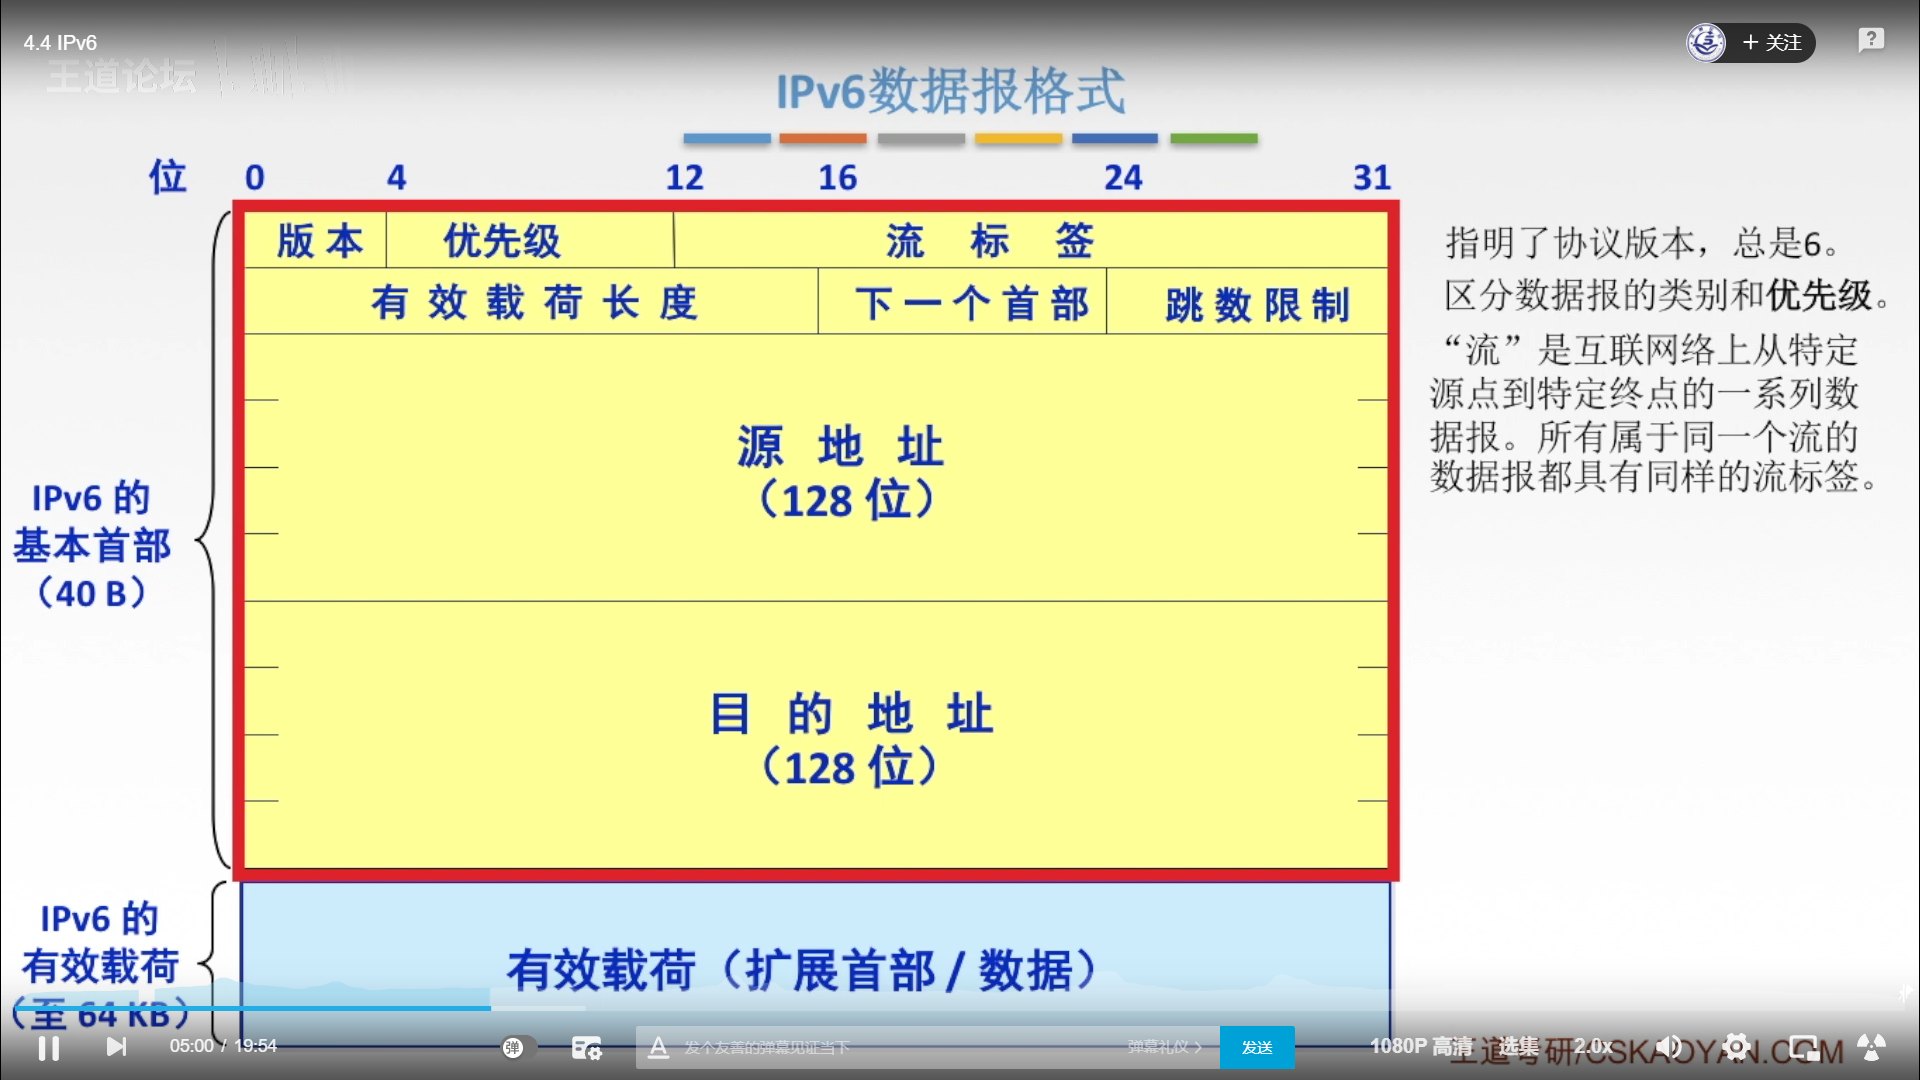 4.4 IPv6
+ 关注
王道论坛
IPv6数据报格式
位 0 4 12 16 24 31
版本 优先级 流标签
有效载荷长度 下一个首部 跳数限制
源地址
（128 位）
目的地址
（128 位）
IPv6 的
基本首部
（40 B）
指明了协议版本，总是6。
区分数据报的类别和优先级。
“流”是互联网络上从特定
源点到特定终点的一系列数
据报。所有属于同一个流的
数据报都具有同样的流标签。
IPv6 的
有效载荷
（至 64 KB）
有效载荷（扩展首部 / 数据）
05:00 / 19:54
弹
A 发个友善的弹幕见证当下
弹幕礼仪 >
发送
1080P 高清
选集
2.0x
王道考研/CSKAOYAN.COM